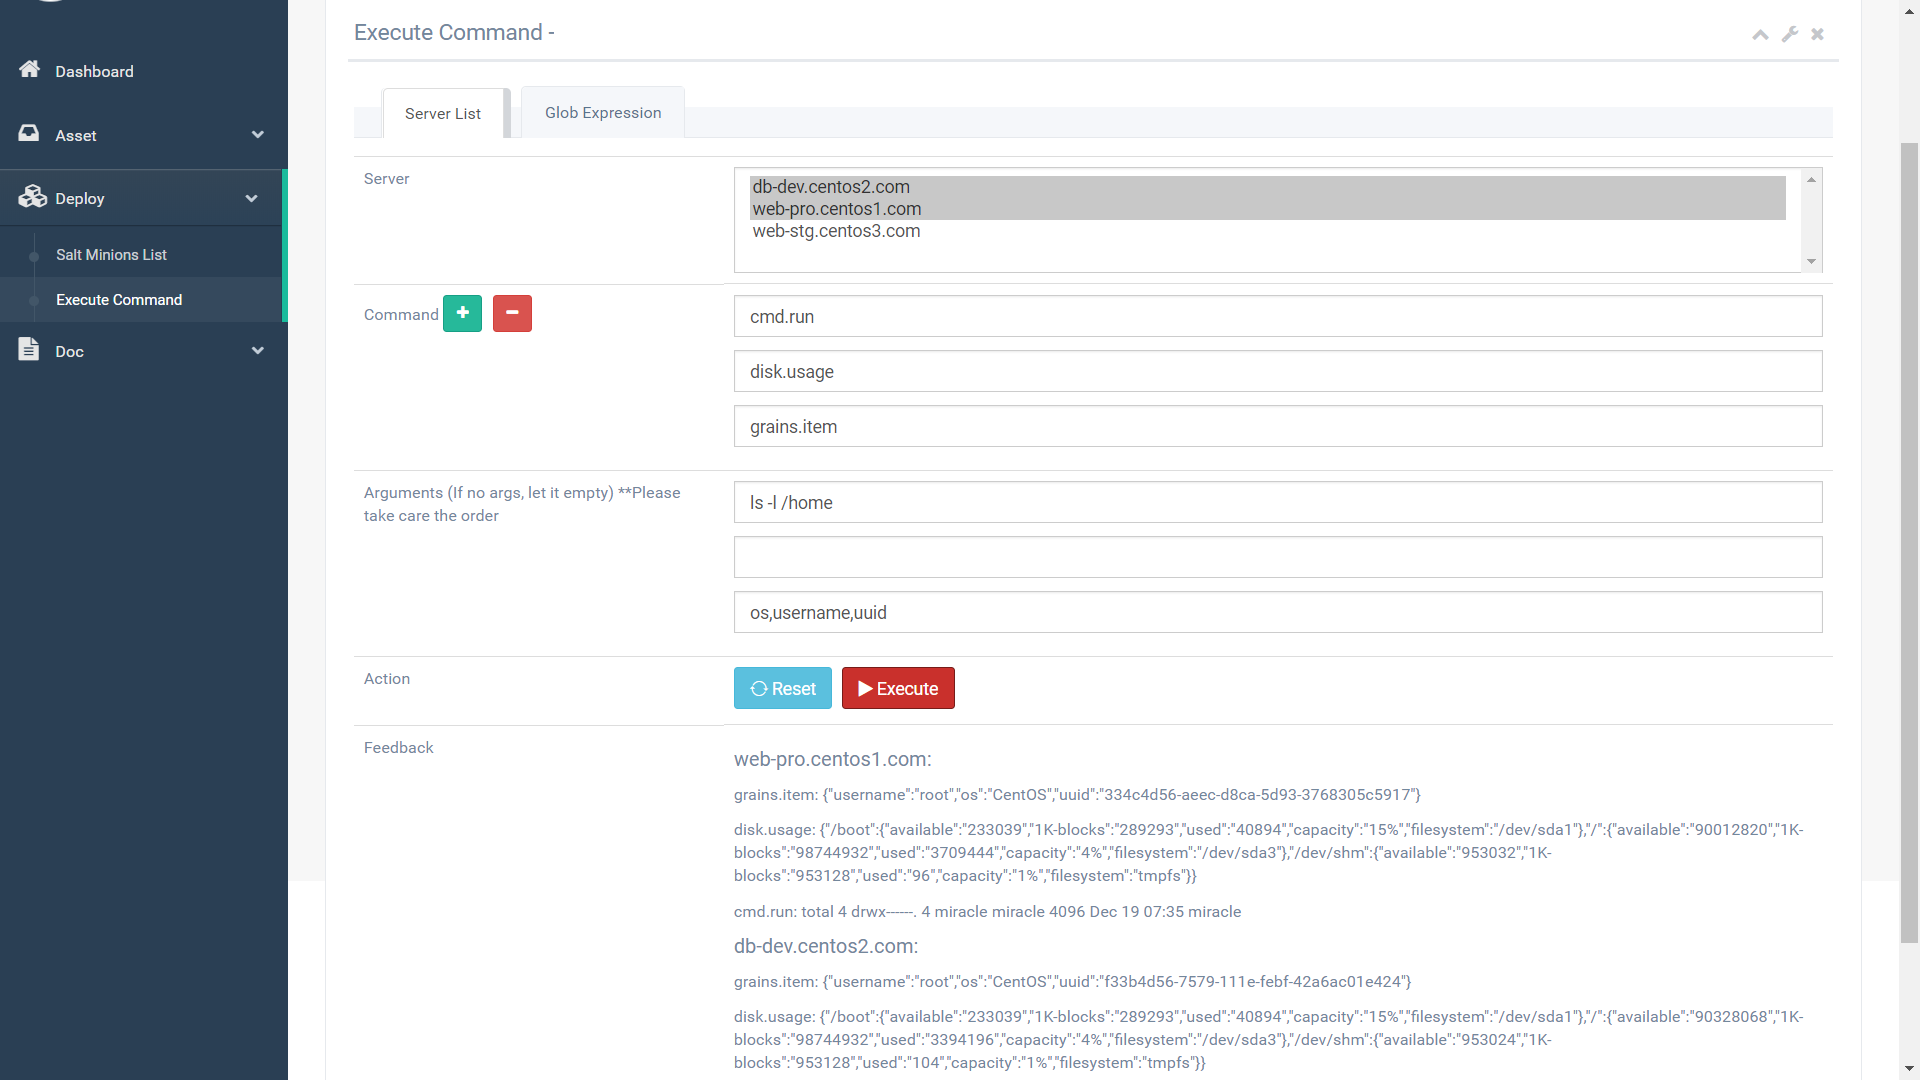 Dashboard
Asset
Deploy
Salt Minions List
Execute Command
Doc
Execute Command -
Server List
Glob Expression
Server
db-dev.centos2.com
web-pro.centos1.com
web-stg.centos3.com
Command
cmd.run
disk.usage
grains.item
Arguments (If no args, let it empty) **Please
take care the order
ls -l /home
os,username,uuid
Action
Reset
Execute
Feedback
web-pro.centos1.com:
grains.item: {"username":"root","os":"CentOS","uuid":"334c4d56-aeec-d8ca-5d93-3768305c5917"}
disk.usage: {"/boot":{"available":"233039","1K-blocks":"289293","used":"40894","capacity":"15%","filesystem":"/dev/sda1"},"/":{"available":"90012820","1K-
blocks":"98744932","used":"3709444","capacity":"4%","filesystem":"/dev/sda3"},"/dev/shm":{"available":"953032","1K-
blocks":"953128","used":"96","capacity":"1%","filesystem":"tmpfs"}}
cmd.run: total 4 drwx------. 4 miracle miracle 4096 Dec 19 07:35 miracle
db-dev.centos2.com:
grains.item: {"username":"root","os":"CentOS","uuid":"f33b4d56-7579-111e-febf-42a6ac01e424"}
disk.usage: {"/boot":{"available":"233039","1K-blocks":"289293","used":"40894","capacity":"15%","filesystem":"/dev/sda1"},"/":{"available":"90328068","1K-
blocks":"98744932","used":"3394196","capacity":"4%","filesystem":"/dev/sda3"},"/dev/shm":{"available":"953024","1K-
blocks":"953128","used":"104","capacity":"1%","filesystem":"tmpfs"}}